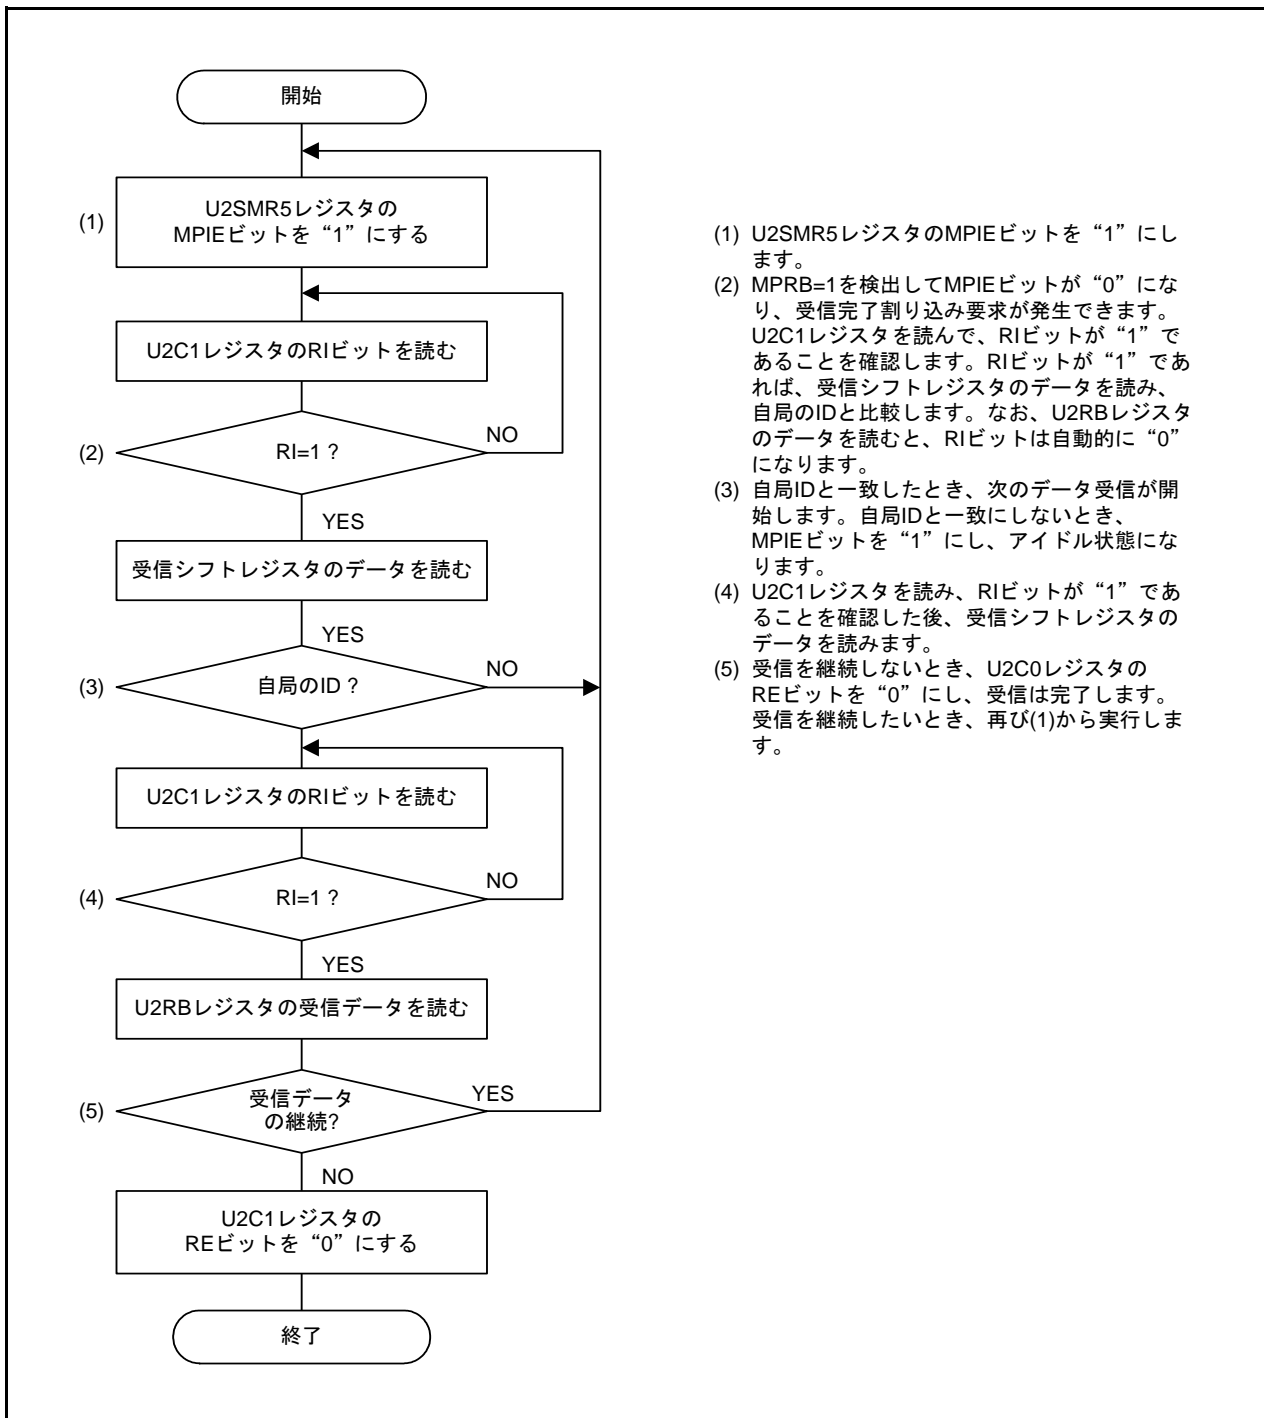 開始
(1)
U2SMR5レジスタの
MPIEビットを“1”にする
U2C1レジスタのRIビットを読む
(2)
RI=1 ?
NO
YES
受信シフトレジスタのデータを読む
YES
(3)
自局のID ?
NO
U2C1レジスタのRIビットを読む
(4)
RI=1 ?
NO
YES
U2RBレジスタの受信データを読む
(5)
受信データ
の継続?
YES
NO
U2C1レジスタの
REビットを“0”にする
終了
(1) U2SMR5レジスタのMPIEビットを“1”にし
ます。
(2) MPRB=1を検出してMPIEビットが“0”にな
り、受信完了割り込み要求が発生できます。
U2C1レジスタを読んで、RIビットが“1”で
あることを確認します。RIビットが“1”であ
れば、受信シフトレジスタのデータを読み、
自局のIDと比較します。なお、U2RBレジスタ
のデータを読むと、RIビットは自動的に“0”
になります。
(3) 自局IDと一致したとき、次のデータ受信が開
始します。自局IDと一致にしないとき、
MPIEビットを“1”にし、アイドル状態にな
ります。
(4) U2C1レジスタを読み、RIビットが“1”であ
ることを確認した後、受信シフトレジスタの
データを読みます。
(5) 受信を継続しないとき、U2C0レジスタの
REビットを“0”にし、受信は完了します。
受信を継続したいとき、再び(1)から実行しま
す。